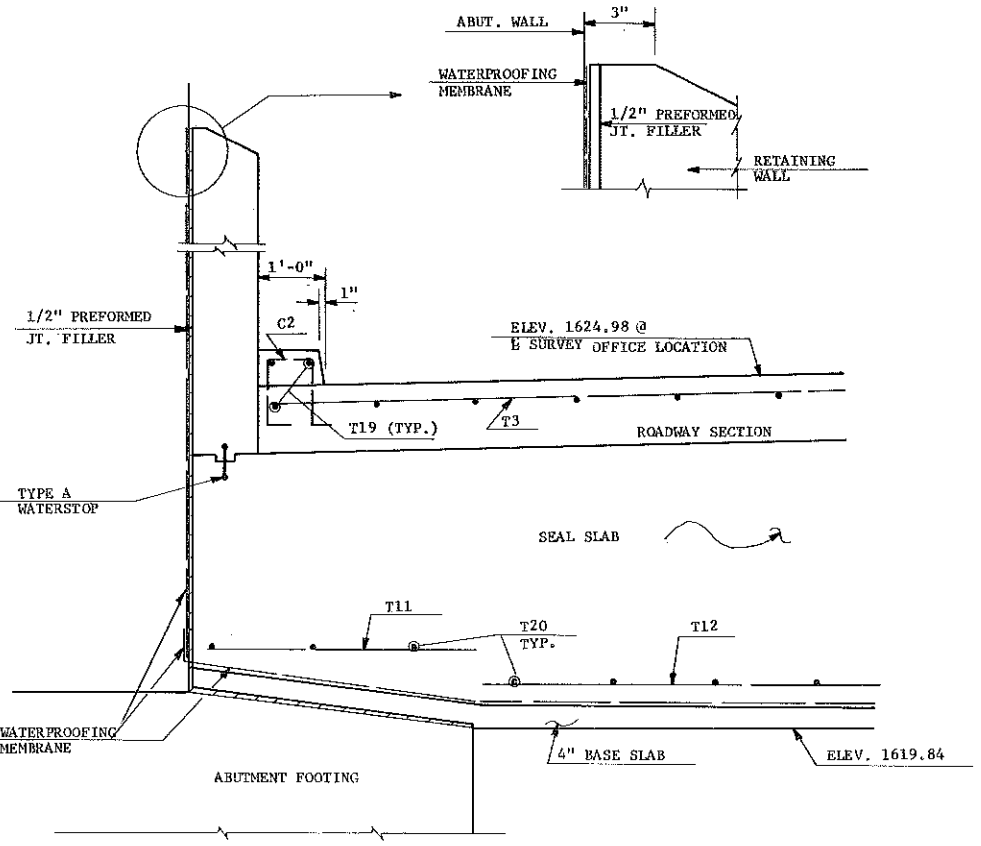 ABUT. WALL
3"
WATERPROOFING
MEMBRANE
1/2" PREFORMED
JT. FILLER
RETAINING
WALL
1'-0"
1"
1/2" PREFORMED
JT. FILLER
C2
ELEV. 1624.98 @
SURVEY OFFICE LOCATION
T19 (TYP.)
T3
ROADWAY SECTION
TYPE A
WATERSTOP
SEAL SLAB
T11
T20
TYP.
T12
WATERPROOFING
MEMBRANE
4" BASE SLAB
ELEV. 1619.84
ABUTMENT FOOTING